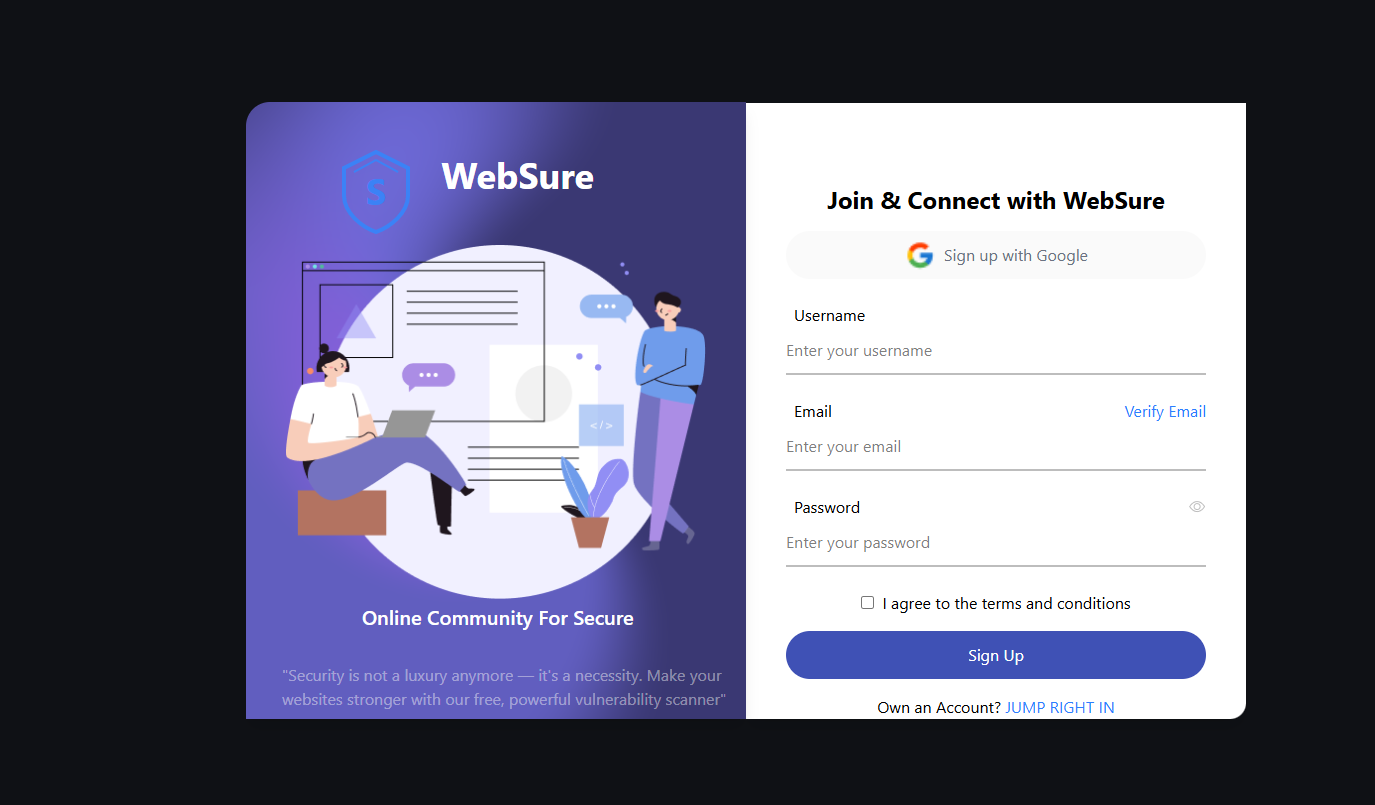 S
WebSure
</>
Online Community For Secure
"Security is not a luxury anymore — it's a necessity. Make your
websites stronger with our free, powerful vulnerability scanner"
Join & Connect with WebSure
Sign up with Google
Username
Enter your username
Email Verify Email
Enter your email
Password
Enter your password
I agree to the terms and conditions
Sign Up
Own an Account? JUMP RIGHT IN